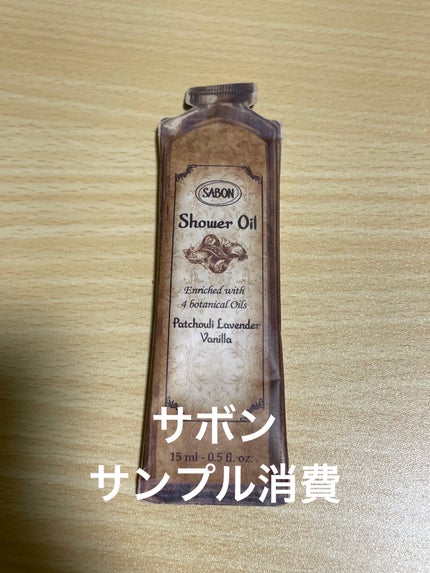 SABON
Shower Oil
Enriched with
4 botanical Oils
Patchouli Lavender
Vanilla
サボン
15 ml - 0.5 fl. oz.
サンプル消費